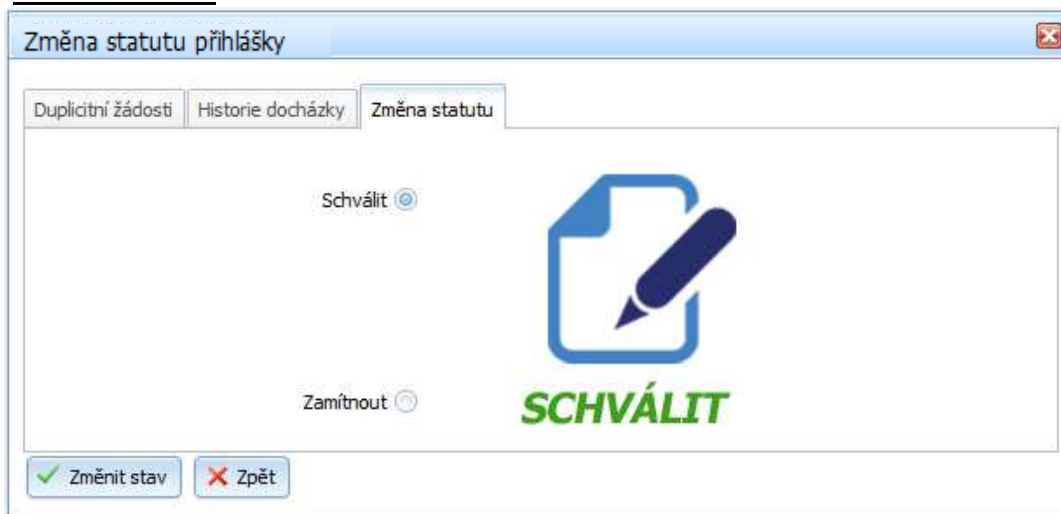 Změna statutu přihlášky
Duplicitní žádosti Historie docházky Změna statutu
Schválit
Zamítnout
SCHVÁLIT
Změnit stav Zpět